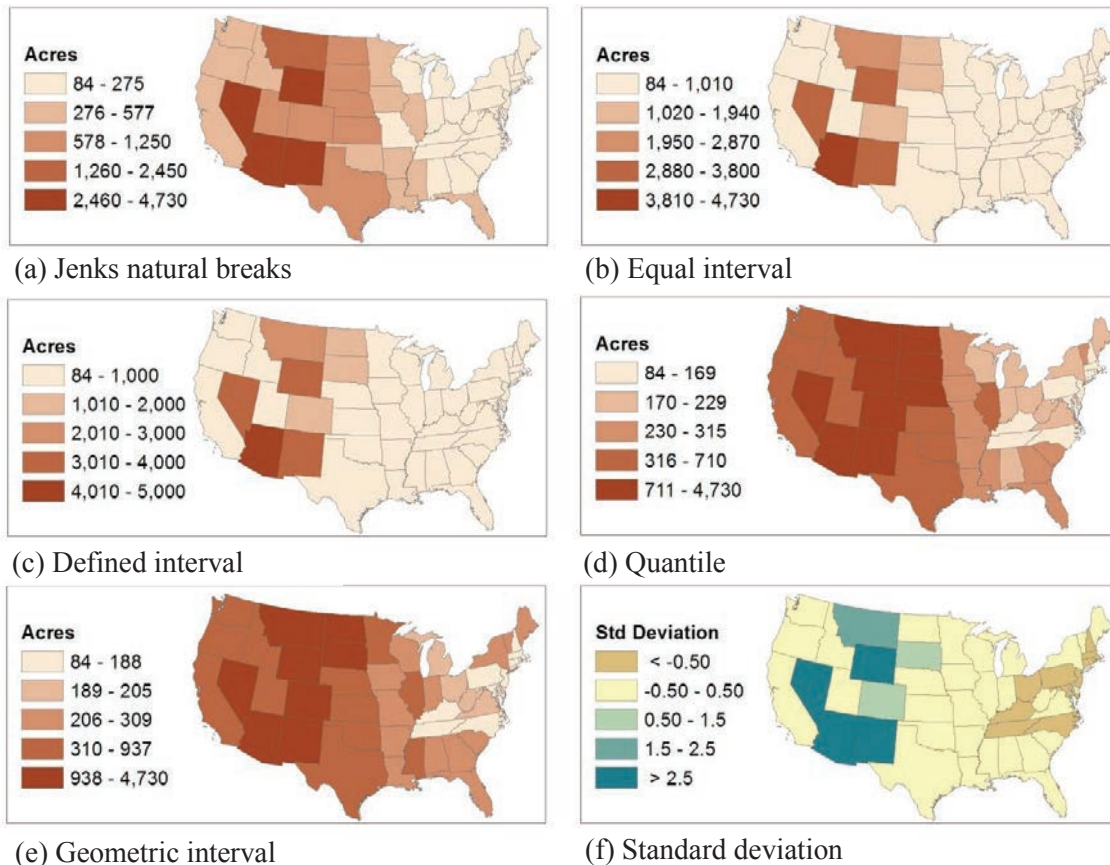 Acres
84 - 275
276 - 577
578 - 1,250
1,260 - 2,450
2,460 - 4,730
(a) Jenks natural breaks
Acres
84 - 1,010
1,020 - 1,940
1,950 - 2,870
2,880 - 3,800
3,810 - 4,730
(b) Equal interval
Acres
84 - 1,000
1,010 - 2,000
2,010 - 3,000
3,010 - 4,000
4,010 - 5,000
(c) Defined interval
Acres
84 - 169
170 - 229
230 - 315
316 - 710
711 - 4,730
(d) Quantile
Acres
84 - 188
189 - 205
206 - 309
310 - 937
938 - 4,730
(e) Geometric interval
Std Deviation
< -0.50
-0.50 - 0.50
0.50 - 1.5
1.5 - 2.5
> 2.5
(f) Standard deviation